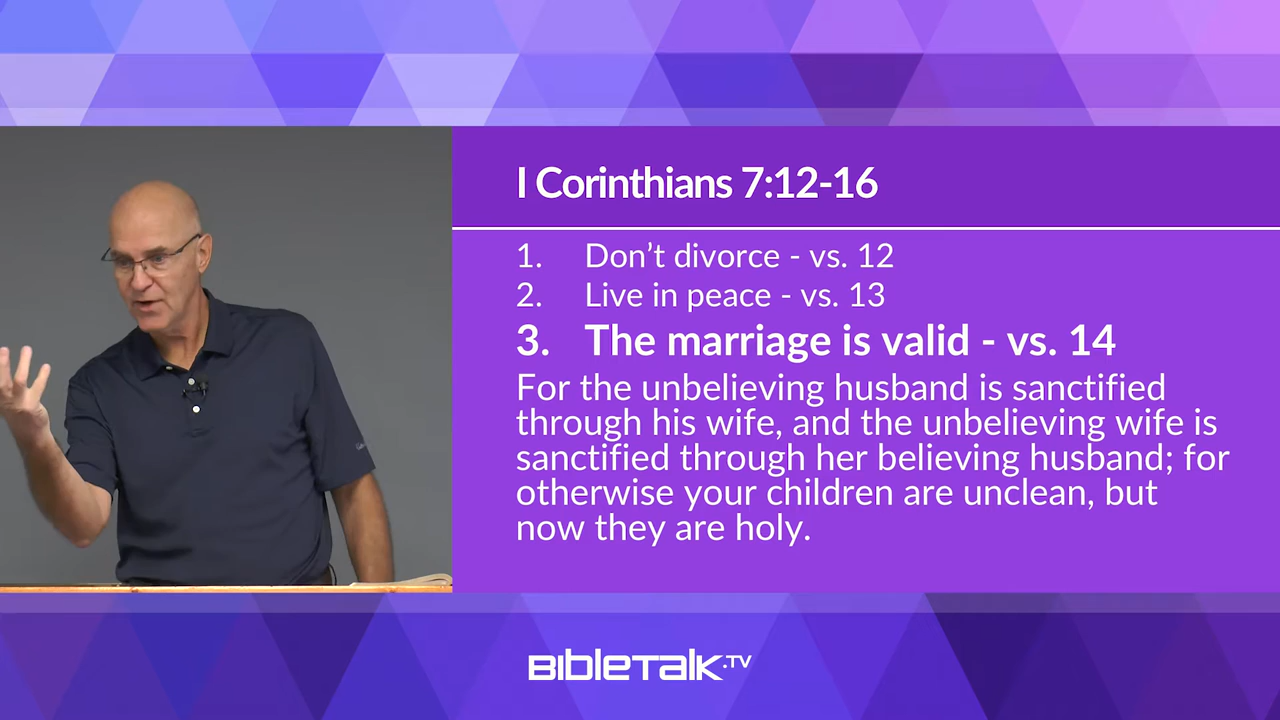 I Corinthians 7:12-16
1. Don’t divorce - vs. 12
2. Live in peace - vs. 13
3. The marriage is valid - vs. 14
For the unbelieving husband is sanctified
through his wife, and the unbelieving wife is
sanctified through her believing husband; for
otherwise your children are unclean, but
now they are holy.
BibleTalk.TV